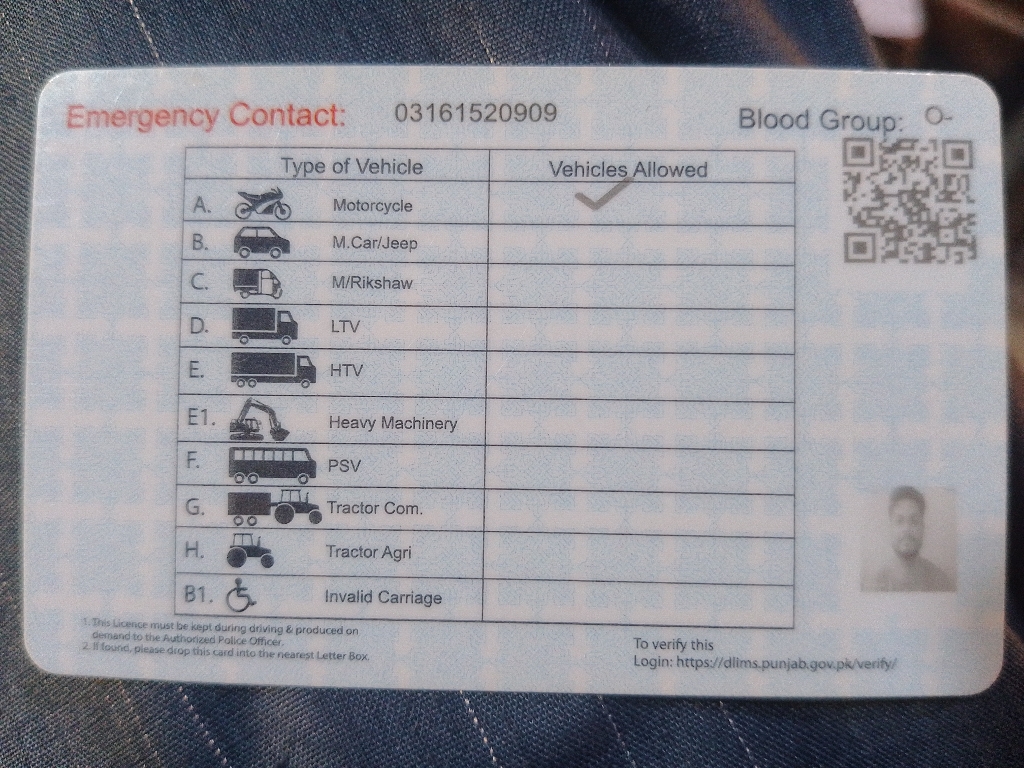 Emergency Contact: 03161520909 Blood Group: O-
Type of Vehicle Vehicles Allowed
A. Motorcycle
B. M.Car/Jeep
C. M/Rikshaw
D. LTV
E. HTV
E1. Heavy Machinery
F. PSV
G. Tractor Com.
H. Tractor Agri
B1. Invalid Carriage
1. This Licence must be kept during driving & produced on
demand to the Authorized Police Officer.
2. If found, please drop this card into the nearest Letter Box.
To verify this
Login: https://dlims.punjab.gov.pk/verify/